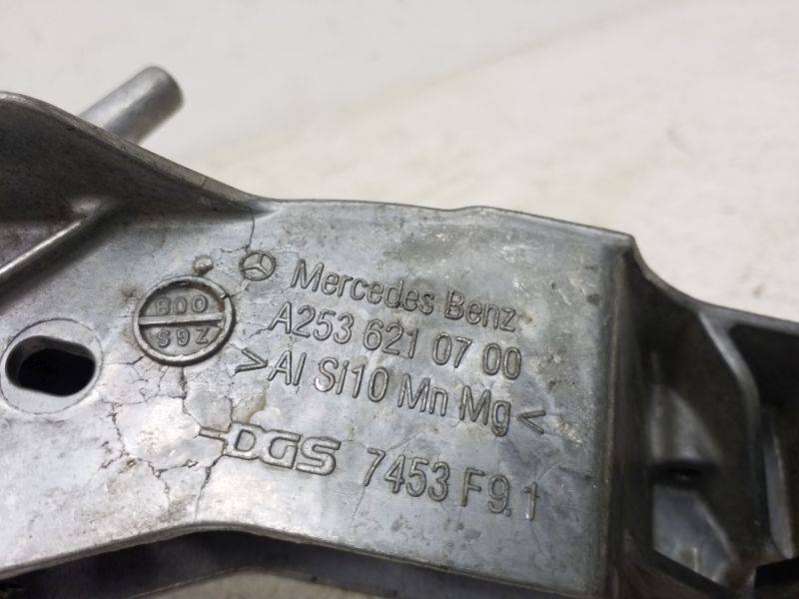 Mercedes Benz
A253 621 07 00
>Al Si10 Mn Mg<
DGS 7453 F9.1